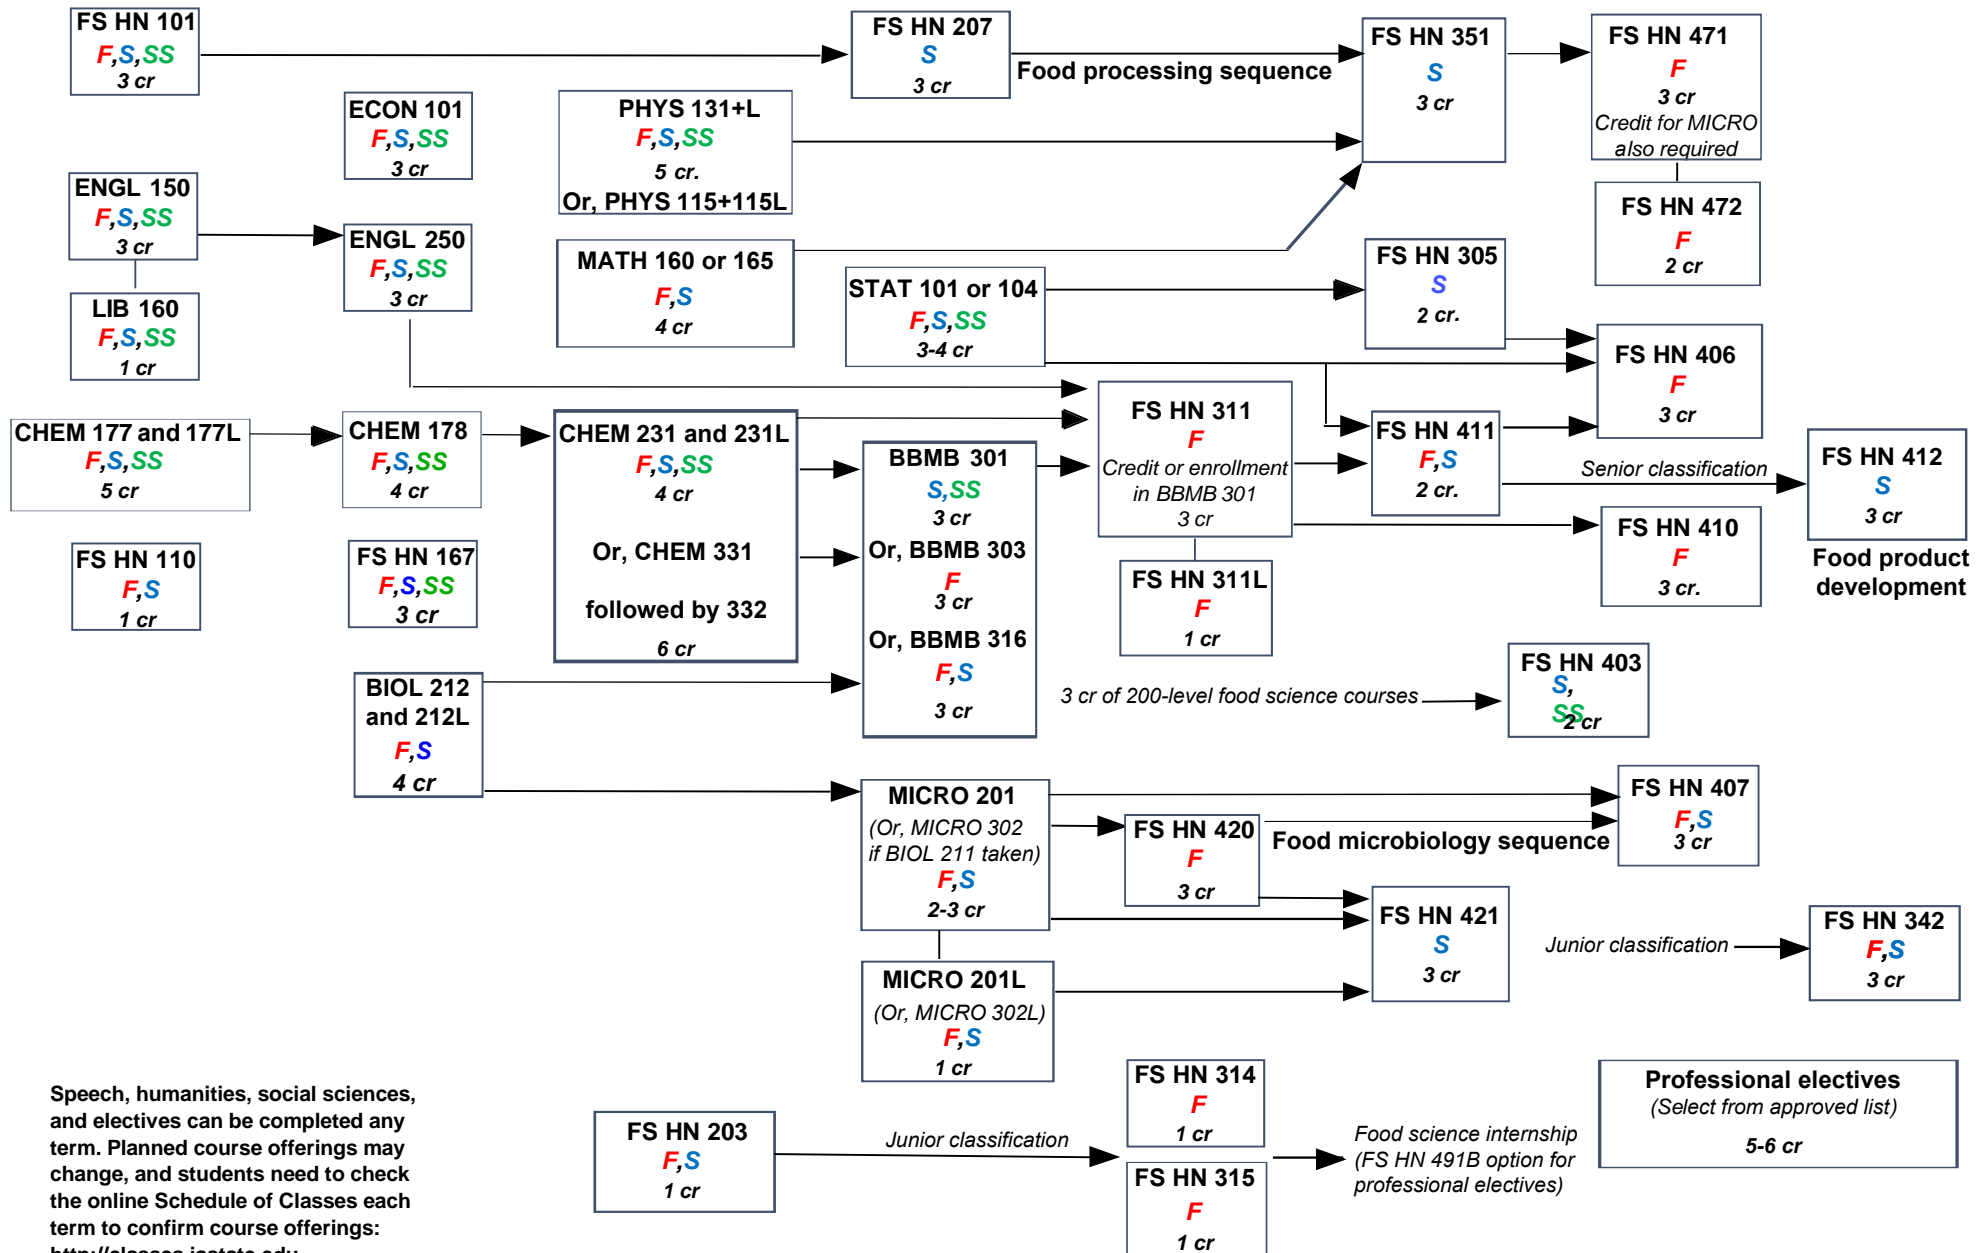 FS HN 101
F,S,SS
3 cr
FS HN 207
S
3 cr
Food processing sequence
FS HN 351
S
3 cr
FS HN 471
F
3 cr
Credit for MICRO
also required
FS HN 472
F
2 cr
ECON 101
F,S,SS
3 cr
PHYS 131+L
F,S,SS
5 cr.
Or, PHYS 115+115L
ENGL 150
F,S,SS
3 cr
LIB 160
F,S,SS
1 cr
ENGL 250
F,S,SS
3 cr
MATH 160 or 165
F,S
4 cr
STAT 101 or 104
F,S,SS
3-4 cr
FS HN 305
S
2 cr.
FS HN 406
F
3 cr
CHEM 177 and 177L
F,S,SS
5 cr
CHEM 178
F,S,SS
4 cr
CHEM 231 and 231L
F,S,SS
4 cr
Or, CHEM 331
followed by 332
6 cr
BBMB 301
S,SS
3 cr
Or, BBMB 303
F
3 cr
Or, BBMB 316
F,S
3 cr
FS HN 311
F
Credit or enrollment
in BBMB 301
3 cr
FS HN 311L
F
1 cr
FS HN 411
F,S
2 cr.
Senior classification
FS HN 412
S
3 cr
Food product
development
FS HN 410
F
3 cr.
FS HN 110
F,S
1 cr
FS HN 167
F,S,SS
3 cr
BIOL 212
and 212L
F,S
4 cr
3 cr of 200-level food science courses
FS HN 403
S,
SS
2 cr
MICRO 201
(Or, MICRO 302
if BIOL 211 taken)
F,S
2-3 cr
FS HN 420
F
3 cr
Food microbiology sequence
FS HN 407
F,S
3 cr
FS HN 421
S
3 cr
Junior classification
FS HN 342
F,S
3 cr
MICRO 201L
(Or, MICRO 302L)
F,S
1 cr
Speech, humanities, social sciences,
and electives can be completed any
term. Planned course offerings may
change, and students need to check
the online Schedule of Classes each
term to confirm course offerings:
http://classes.iastate.edu
FS HN 203
F,S
1 cr
Junior classification
FS HN 314
F
1 cr
FS HN 315
F
1 cr
Food science internship
(FS HN 491B option for
professional electives)
Professional electives
(Select from approved list)
5-6 cr